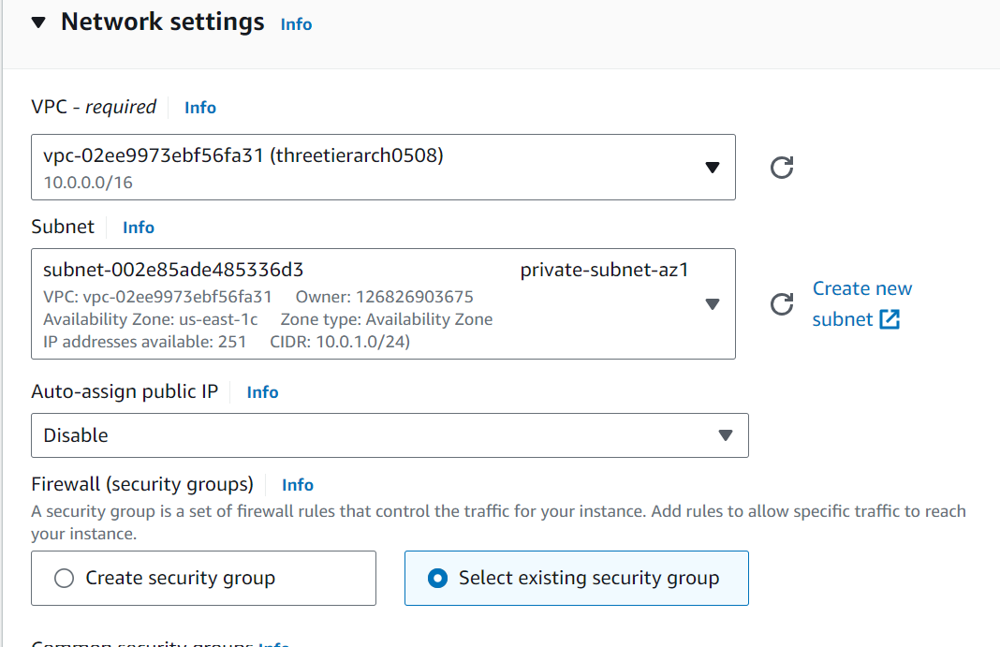 Network settings Info
VPC - required Info
vpc-02ee9973ebf56fa31 (threetierarch0508)
10.0.0.0/16
Subnet Info
subnet-002e85ade485336d3 private-subnet-az1
VPC: vpc-02ee9973ebf56fa31 Owner: 126826903675
Availability Zone: us-east-1c Zone type: Availability Zone
IP addresses available: 251 CIDR: 10.0.1.0/24)
Create new
subnet
Auto-assign public IP Info
Disable
Firewall (security groups) Info
A security group is a set of firewall rules that control the traffic for your instance. Add rules to allow specific traffic to reach
your instance.
Create security group
Select existing security group
Common security groups Info